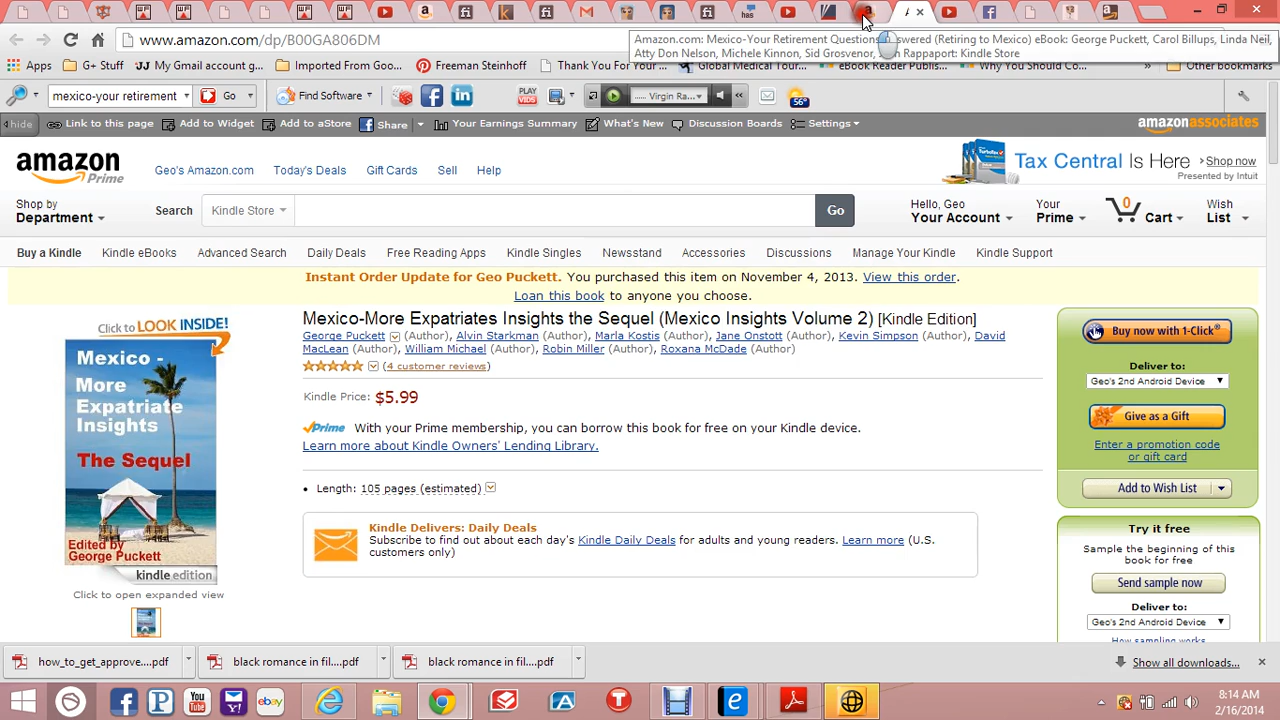 has
www.amazon.com/dp/B00GA806DM
Amazon.com: Mexico-Your Retirement Questions swered (Retiring to Mexico) eBook: George Puckett, Carol Billups, Linda Neil,
Atty Don Nelson, Michele Kinnon, Sid Grosvenor, n Rappaport: Kindle Store
Apps G+ Stuff Imported From Goo... Freeman Steinfort Thank You For Your... Global Medical Tour... eBook Reader Public... Why You Should Co... Other bookmarks
mexico-your retirement Go Find Software PLAY VIDS ..... Virgin Ra... 56°
hide Link to this page Add to Widget Add to aStore Share Your Earnings Summary What's New Discussion Boards Settings amazonassociates
amazon Prime
Geo's Amazon.com Today's Deals Gift Cards Sell Help
Tax Central Is Here Shop now
Presented by Intuit
Shop by Department
Search Kindle Store Go
Hello, Geo Your Account
Your Prime
0 Cart
Wish List
Buy a Kindle Kindle eBooks Advanced Search Daily Deals Free Reading Apps Kindle Singles Newsstand Accessories Discussions Manage Your Kindle Kindle Support
Instant Order Update for Geo Puckett. You purchased this item on November 4, 2013. View this order.
Loan this book to anyone you choose.
Click to LOOK INSIDE!
Mexico -
More
Expatriate
Insights
The Sequel
Edited by
George Puckett
kindle edition
Click to open expanded view
Mexico-More Expatriates Insights the Sequel (Mexico Insights Volume 2) [Kindle Edition]
George Puckett (Author), Alvin Starkman (Author), Marla Kostis (Author), Jane Onstott (Author), Kevin Simpson (Author), David
MacLean (Author), William Michael (Author), Robin Miller (Author), Roxana McDade (Author)
(4 customer reviews)
Kindle Price: $5.99
Prime With your Prime membership, you can borrow this book for free on your Kindle device.
Learn more about Kindle Owners' Lending Library.
• Length: 105 pages (estimated)
Kindle Delivers: Daily Deals
Subscribe to find out about each day's Kindle Daily Deals for adults and young readers. Learn more (U.S.
customers only)
Buy now with 1-Click®
Deliver to:
Geo's 2nd Android Device
Give as a Gift
Enter a promotion code
or gift card
Add to Wish List
Try it free
Sample the beginning of this
book for free
Send sample now
Deliver to:
Geo's 2nd Android Device
How sampling works
how_to_get_approve....pdf black romance in fil....pdf black romance in fil....pdf Show all downloads...
8:14 AM
2/16/2014